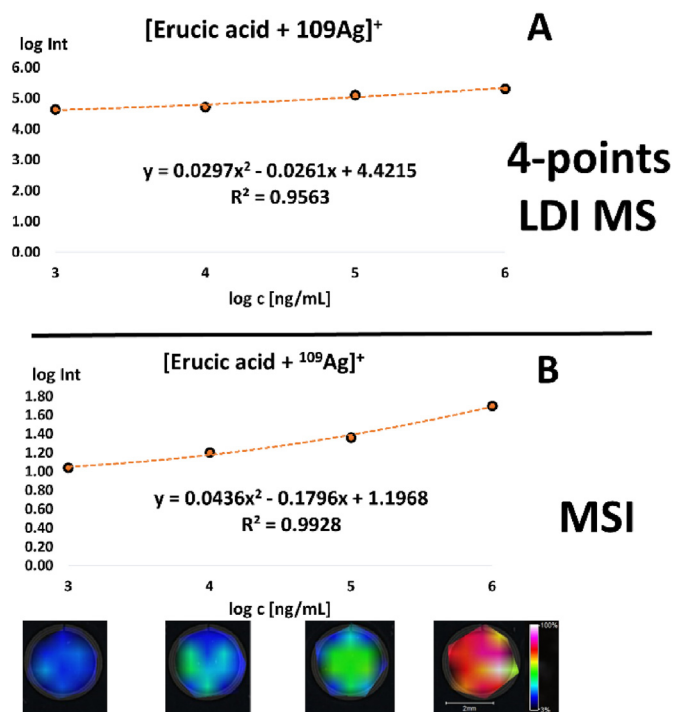 [Erucic acid + 109Ag]⁺
A
log Int
6.00
5.00
4.00
3.00
2.00
1.00
0.00
y = 0.0297x² - 0.0261x + 4.4215
R² = 0.9563
4-points
LDI MS
3 4 5 6
log c [ng/mL]
[Erucic acid + ¹⁰⁹Ag]⁺
B
log Int
1.80
1.60
1.40
1.20
1.00
0.80
0.60
0.40
0.20
0.00
y = 0.0436x² - 0.1796x + 1.1968
R² = 0.9928
MSI
3 4 5 6
log c [ng/mL]
100%
3%
2mm